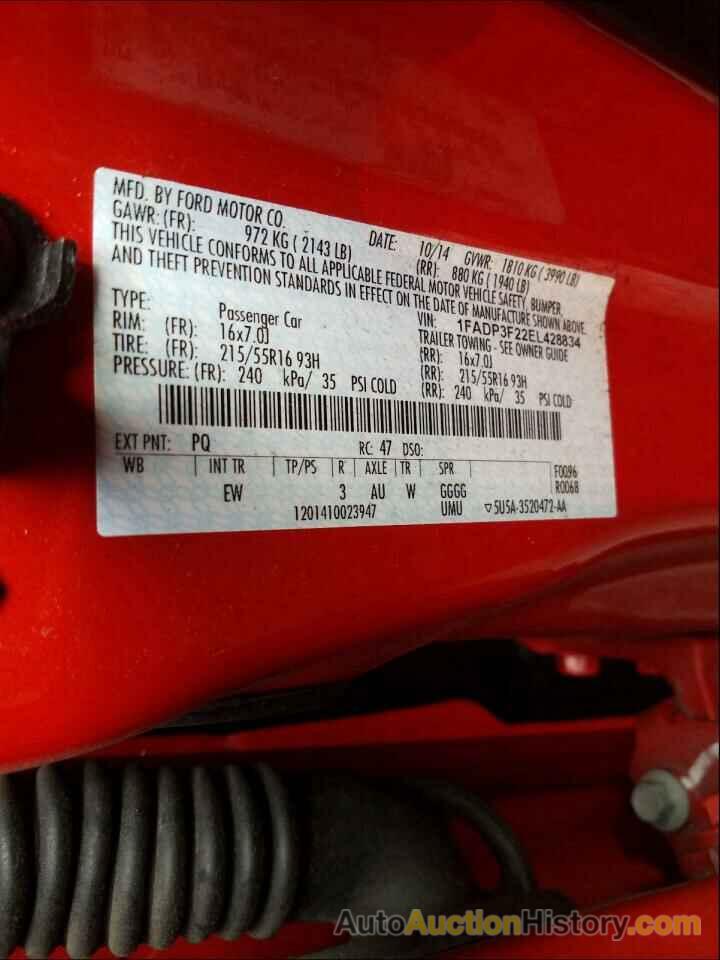 MFD. BY FORD MOTOR CO. DATE: 10/14 GVWR: 1810 KG (3990 LB)
GAWR: (FR): 972 KG (2143 LB) (RR): 880 KG (1940 LB)
THIS VEHICLE CONFORMS TO ALL APPLICABLE FEDERAL MOTOR VEHICLE SAFETY, BUMPER,
AND THEFT PREVENTION STANDARDS IN EFFECT ON THE DATE OF MANUFACTURE SHOWN ABOVE.
VIN: 1FADP3F22EL428834
TYPE: Passenger Car TRAILER TOWING - SEE OWNER GUIDE
RIM: (FR): 16x7.0J (RR): 16x7.0J
TIRE: (FR): 215/55R16 93H (RR): 215/55R16 93H
PRESSURE: (FR): 240 kPa/ 35 PSI COLD (RR): 240 kPa/ 35 PSI COLD
EXT PNT: PQ RC: 47 DSO:
WB INT TR TP/PS R AXLE TR SPR F0096
EW 3 AU W GGGG R0068
1201410023947 UMU ▽5U5A-3520472-AA
AutoAuctionHistory.com